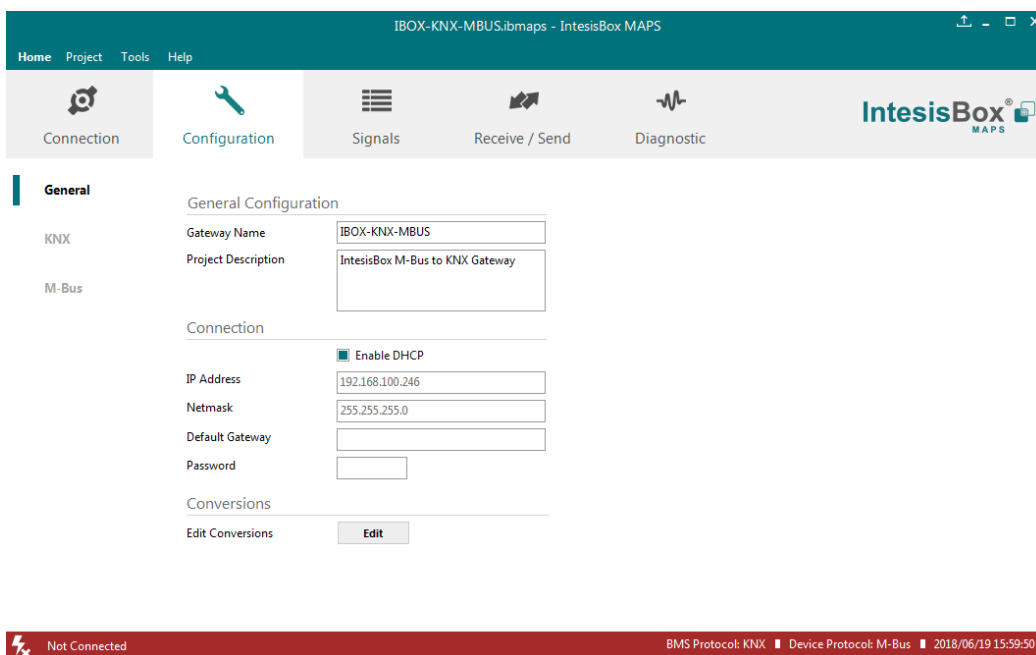 IBOX-KNX-MBUS.ibmaps - IntesisBox MAPS
Home Project Tools Help
Connection Configuration Signals Receive / Send Diagnostic
IntesisBox®
MAPS
General
KNX
M-Bus
General Configuration
Gateway Name IBOX-KNX-MBUS
Project Description IntesisBox M-Bus to KNX Gateway
Connection
Enable DHCP
IP Address 192.168.100.246
Netmask 255.255.255.0
Default Gateway
Password
Conversions
Edit Conversions Edit
Not Connected BMS Protocol: KNX Device Protocol: M-Bus 2018/06/19 15:59:50